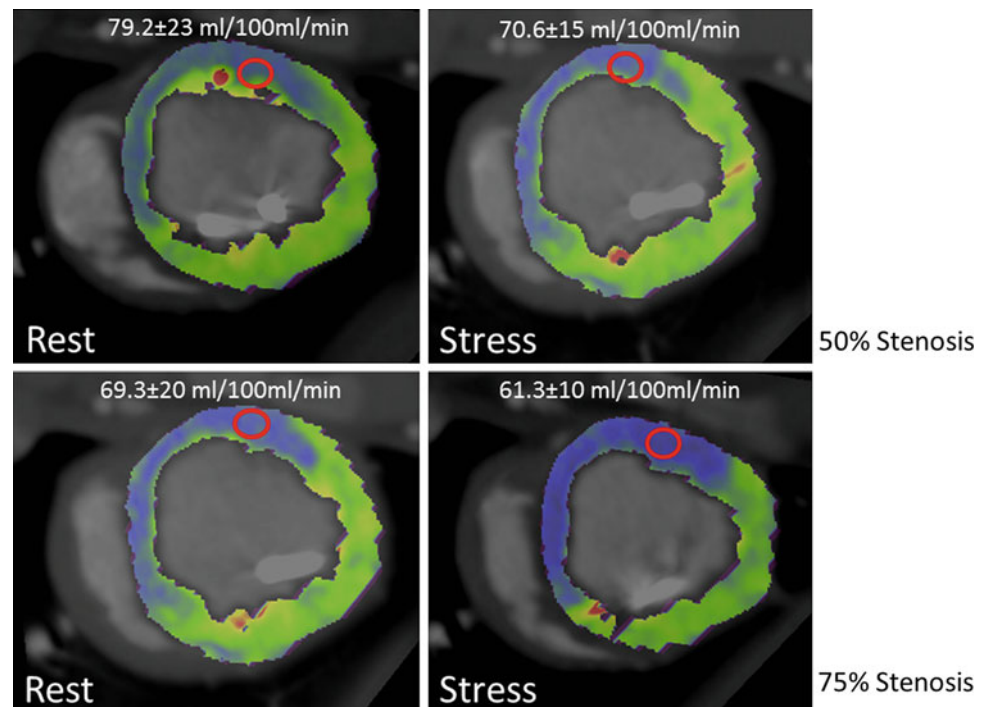 79.2±23 ml/100ml/min
70.6±15 ml/100ml/min
Rest
Stress
50% Stenosis
69.3±20 ml/100ml/min
61.3±10 ml/100ml/min
Rest
Stress
75% Stenosis